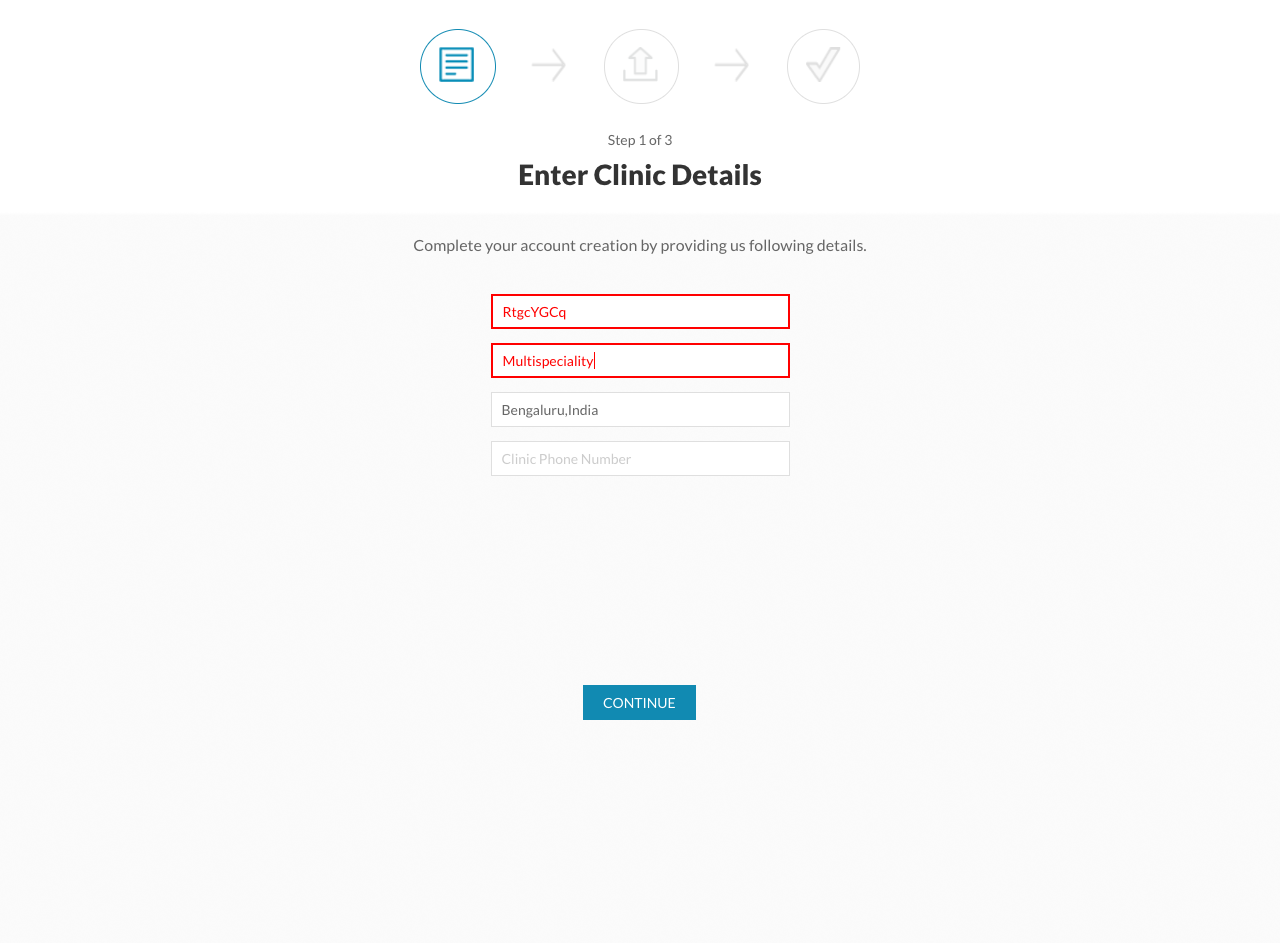 Step 1 of 3
Enter Clinic Details
Complete your account creation by providing us following details.
RtgcYGCq
Multispeciality
Bengaluru,India
Clinic Phone Number
CONTINUE